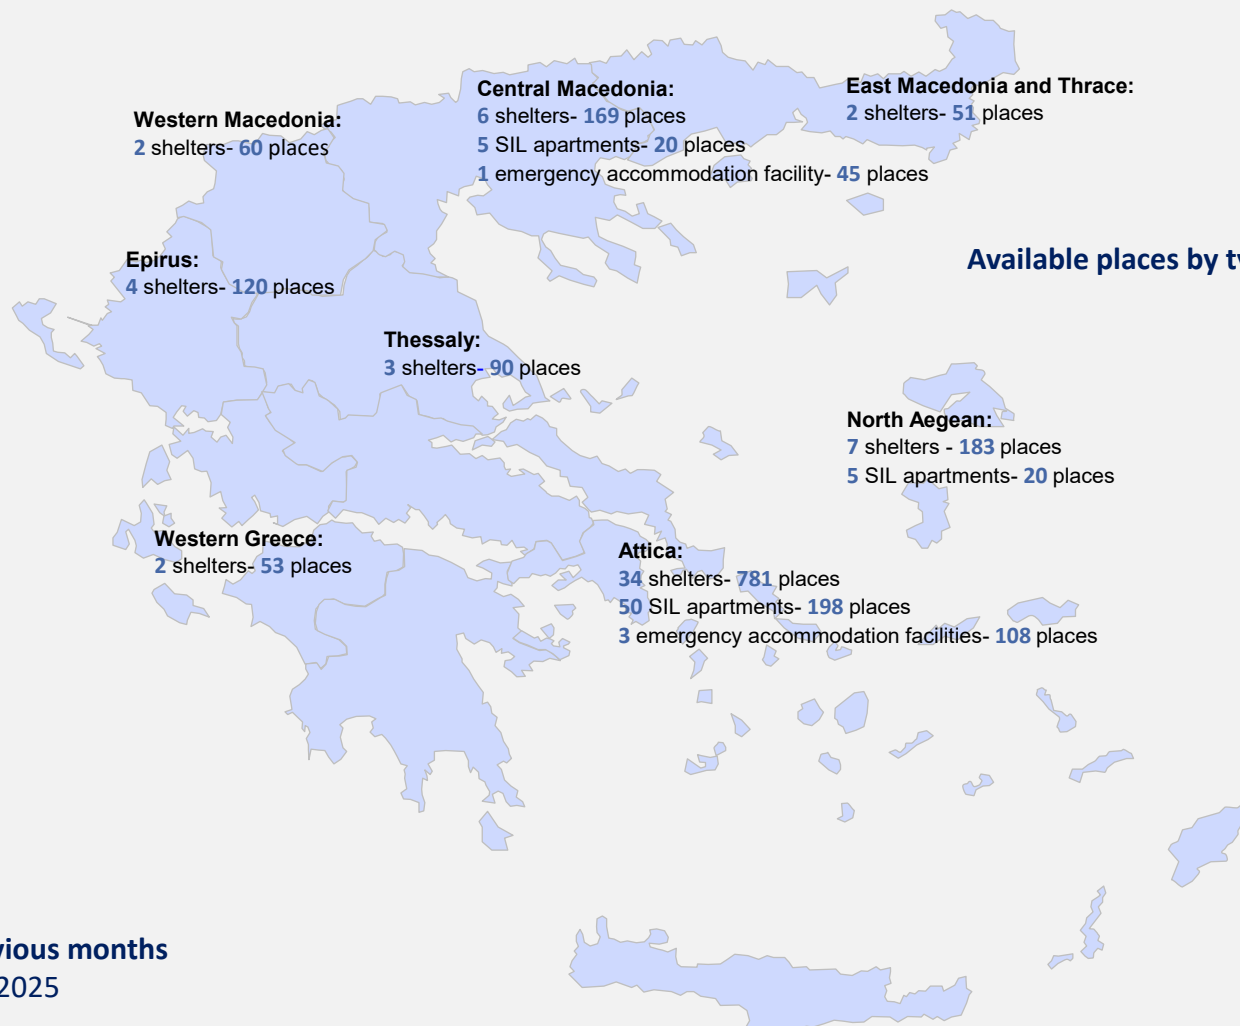 Central Macedonia:
6 shelters- 169 places
5 SIL apartments- 20 places
1 emergency accommodation facility- 45 places
East Macedonia and Thrace:
2 shelters- 51 places
Western Macedonia:
2 shelters- 60 places
Epirus:
4 shelters- 120 places
Available places by
Thessaly:
3 shelters- 90 places
North Aegean:
7 shelters - 183 places
5 SIL apartments- 20 places
Western Greece:
2 shelters- 53 places
Attica:
34 shelters- 781 places
50 SIL apartments- 198 places
3 emergency accommodation facilities- 108 places
months
2025